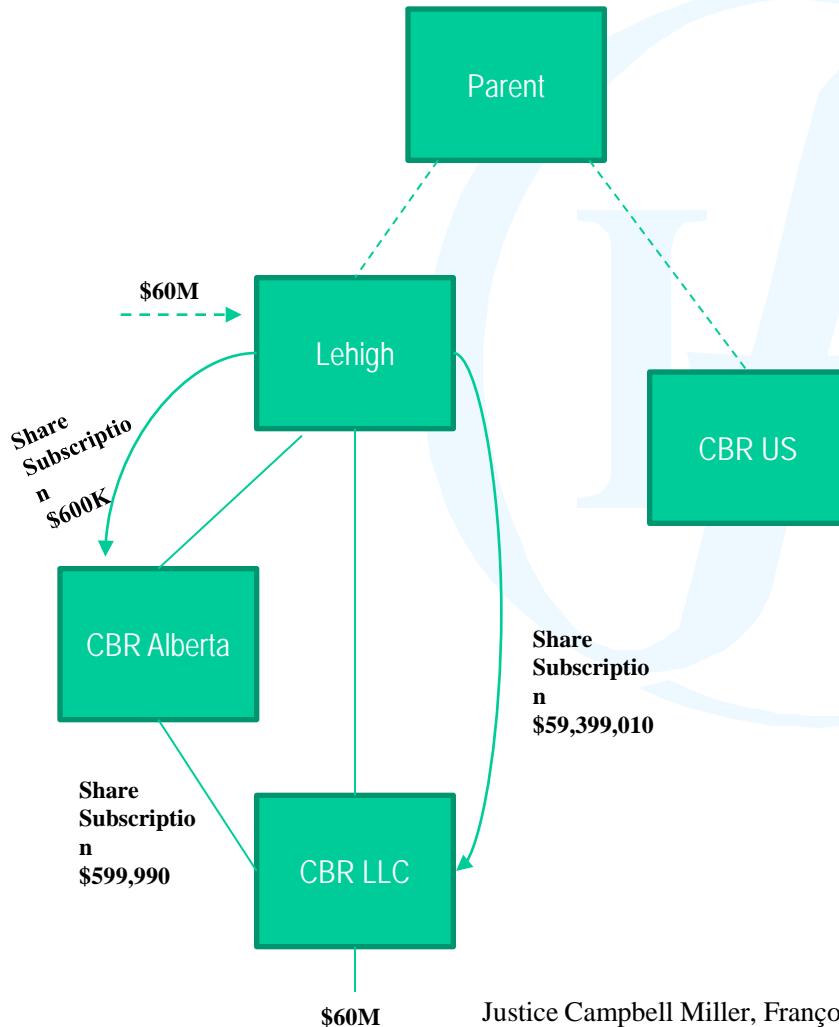 Parent
$60M
Lehigh
CBR US
Share
Subscriptio
n
$600K
CBR Alberta
Share
Subscriptio
n
$59,399,010
Share
Subscriptio
n
$599,990
CBR LLC
$60M
Justice Campbell Miller, Franço